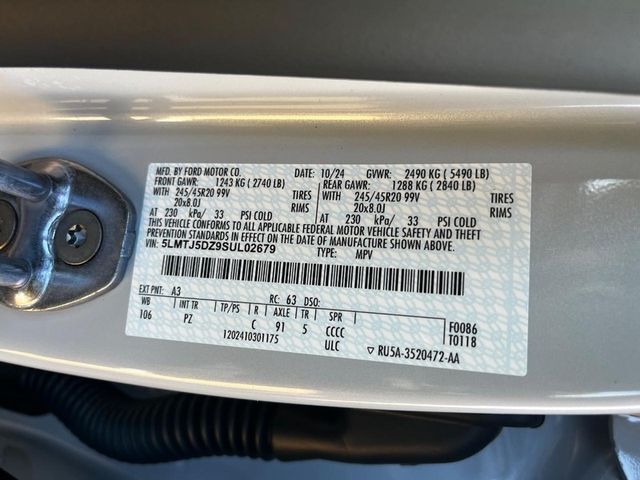 MFD. BY FORD MOTOR CO. DATE: 10/24 GVWR: 2490 KG ( 5490 LB)
FRONT GAWR: 1243 KG ( 2740 LB) REAR GAWR: 1288 KG ( 2840 LB)
WITH 245/45R20 99V TIRES WITH 245/45R20 99V TIRES
20x8.0J RIMS 20x8.0J RIMS
AT 230 kPa/ 33 PSI COLD AT 230 kPa/ 33 PSI COLD
THIS VEHICLE CONFORMS TO ALL APPLICABLE FEDERAL MOTOR VEHICLE SAFETY AND
THEFT PREVENTION STANDARDS IN EFFECT ON THE DATE OF MANUFACTURE SHOWN ABOVE.
VIN: 5LMTJ5DZ9SUL02679 TYPE: MPV
EXT PNT: A3 RC: 63 DSO:
WB INT TR TP/PS R AXLE TR SPR F0086
106 PZ C 91 5 CCCC T0118
1202410301175 ULC ▽ RU5A-3520472-AA